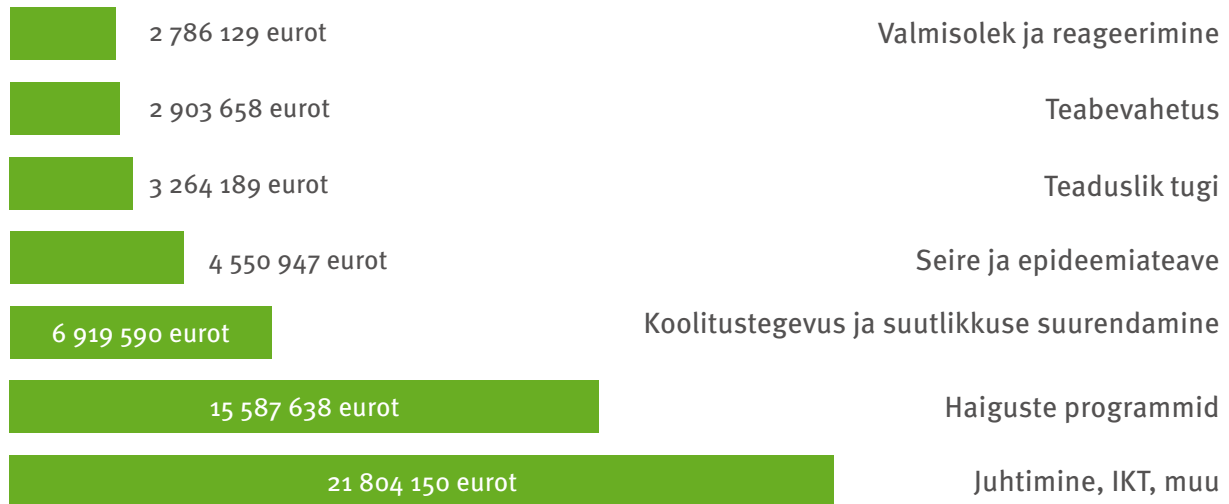 2 786 129 eurot Valmisolek ja reageerimine
2 903 658 eurot Teabevahetus
3 264 189 eurot Teaduslik tugi
4 550 947 eurot Seire ja epideemiateave
6 919 590 eurot Koolitustegevus ja suutlikkuse suurendamine
15 587 638 eurot Haiguste programmid
21 804 150 eurot Juhtimine, IKT, muu